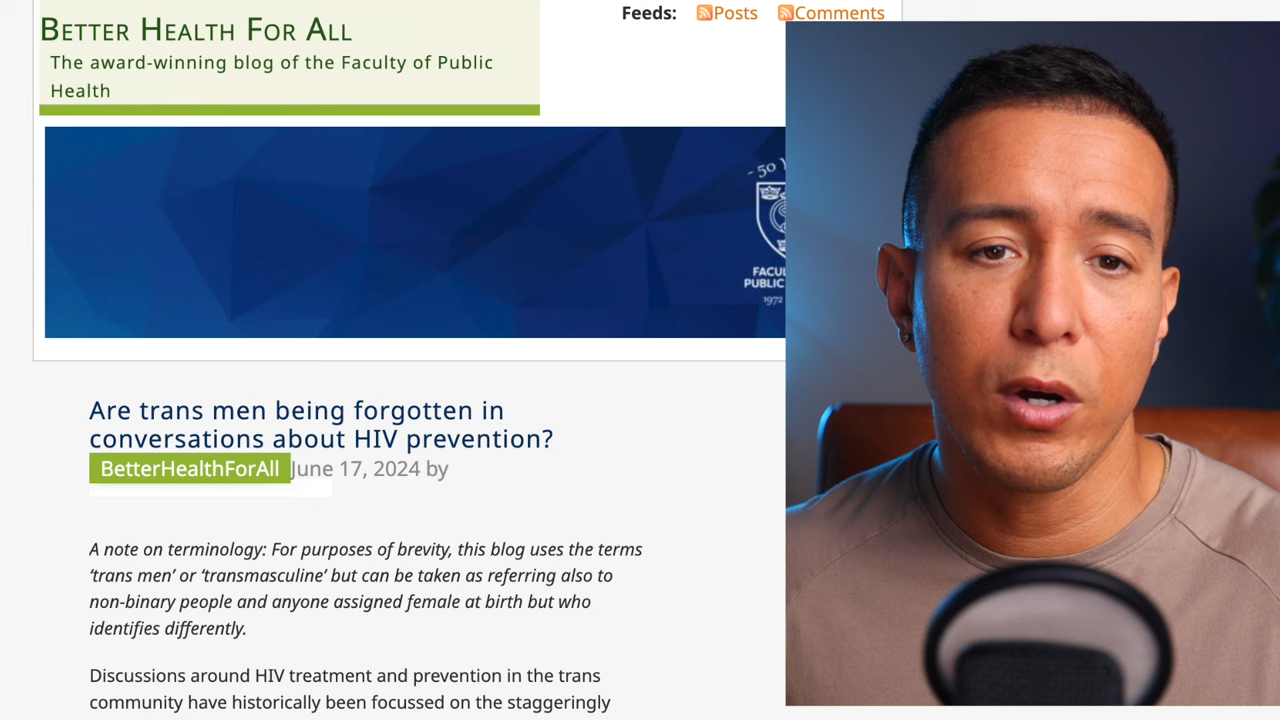 BETTER HEALTH FOR ALL
The award-winning blog of the Faculty of Public
Health
Feeds: Posts Comments
- 50
FACUL
PUBLIC
1972
Are trans men being forgotten in
conversations about HIV prevention?
BetterHealthForAll June 17, 2024 by
A note on terminology: For purposes of brevity, this blog uses the terms
‘trans men’ or ‘transmasculine’ but can be taken as referring also to
non-binary people and anyone assigned female at birth but who
identifies differently.
Discussions around HIV treatment and prevention in the trans
community have historically been focussed on the staggeringly